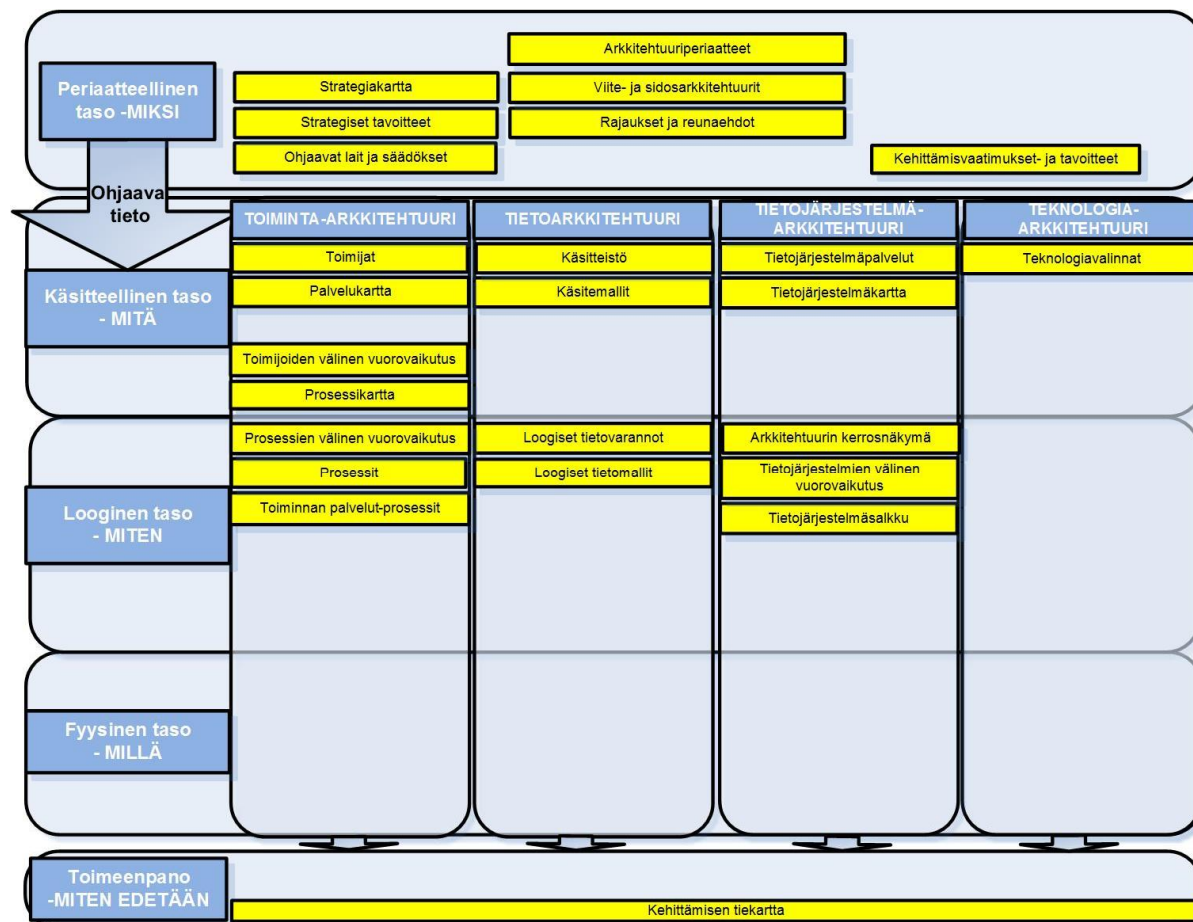 Arkkitehtuuriperiaatteet
Periaatteellinen
taso -MIKSI
Strategiakartta
Viite- ja sidosarkkitehtuurit
Strategiset tavoitteet
Rajaukset ja reunaehdot
Ohjaavat lait ja säädökset
Kehittämisvaatimukset- ja tavoitteet
Ohjaava
tieto
TOIMINTA-ARKKITEHTUURI
TIETOARKKITEHTUURI
TIETOJÄRJESTELMÄ-
ARKKITEHTUURI
TEKNOLOGIA-
ARKKITEHTUURI
Käsitteellinen taso
- MITÄ
Toimijat
Käsitteistö
Tietojärjestelmäpalvelut
Teknologiavalinnat
Palvelukartta
Käsitemallit
Tietojärjestelmäkartta
Toimijoiden välinen vuorovaikutus
Prosessikartta
Looginen taso
- MITEN
Prosessien välinen vuorovaikutus
Loogiset tietovarannot
Arkkitehtuurin kerrosnäkymä
Prosessit
Loogiset tietomallit
Tietojärjestelmien välinen
vuorovaikutus
Toiminnan palvelut-prosessit
Tietojärjestelmäsalkku
Fyysinen taso
- MILLÄ
Toimeenpano
-MITEN EDETÄÄN
Kehittämisen tiekartta